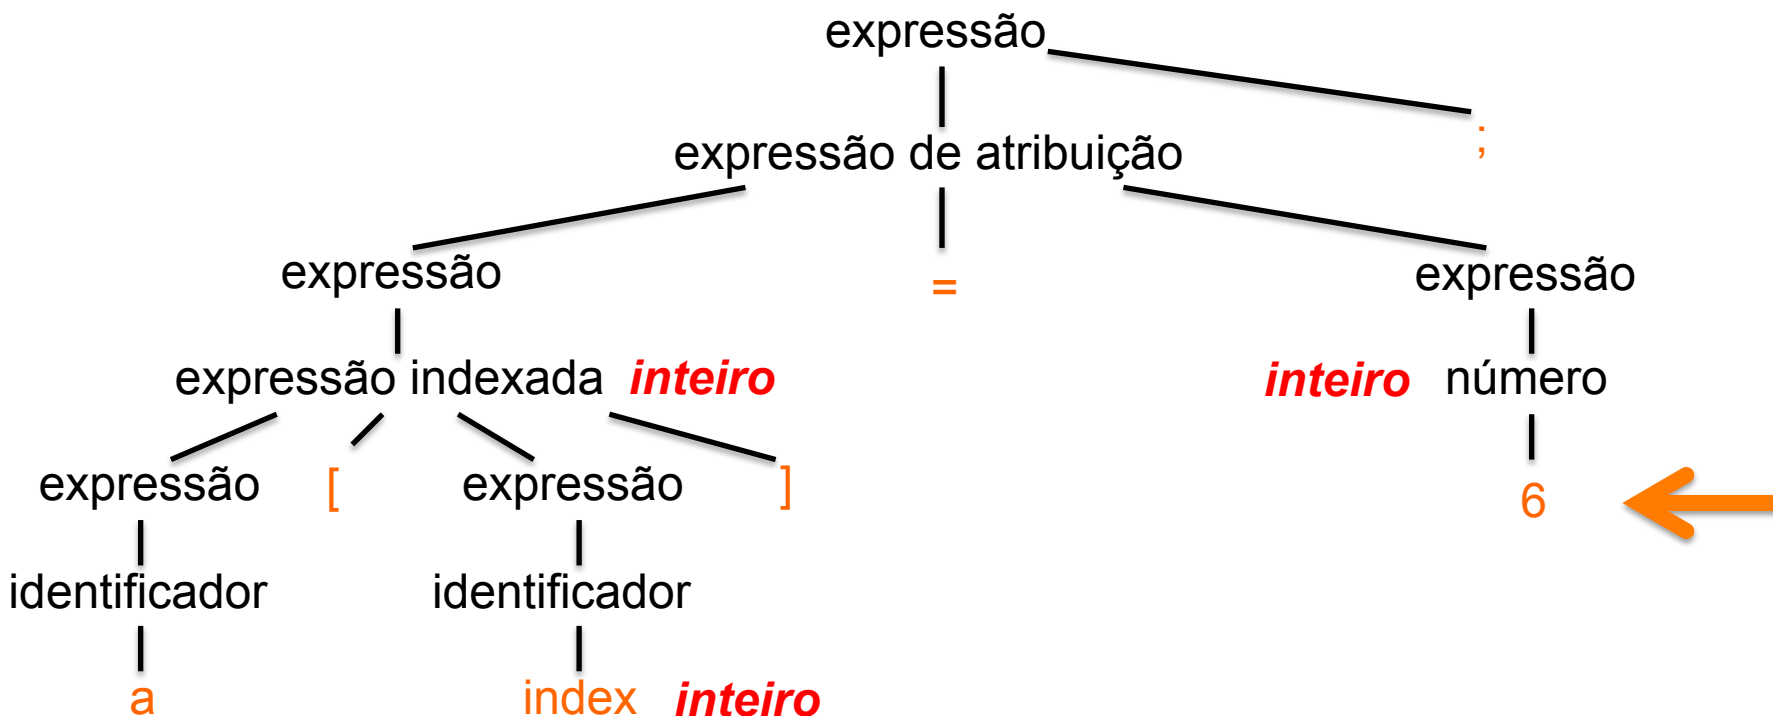 expressão
expressão de atribuição ;
expressão = expressão
expressão indexada inteiro inteiro número
expressão [ expressão ] 6
identificador identificador
a index inteiro